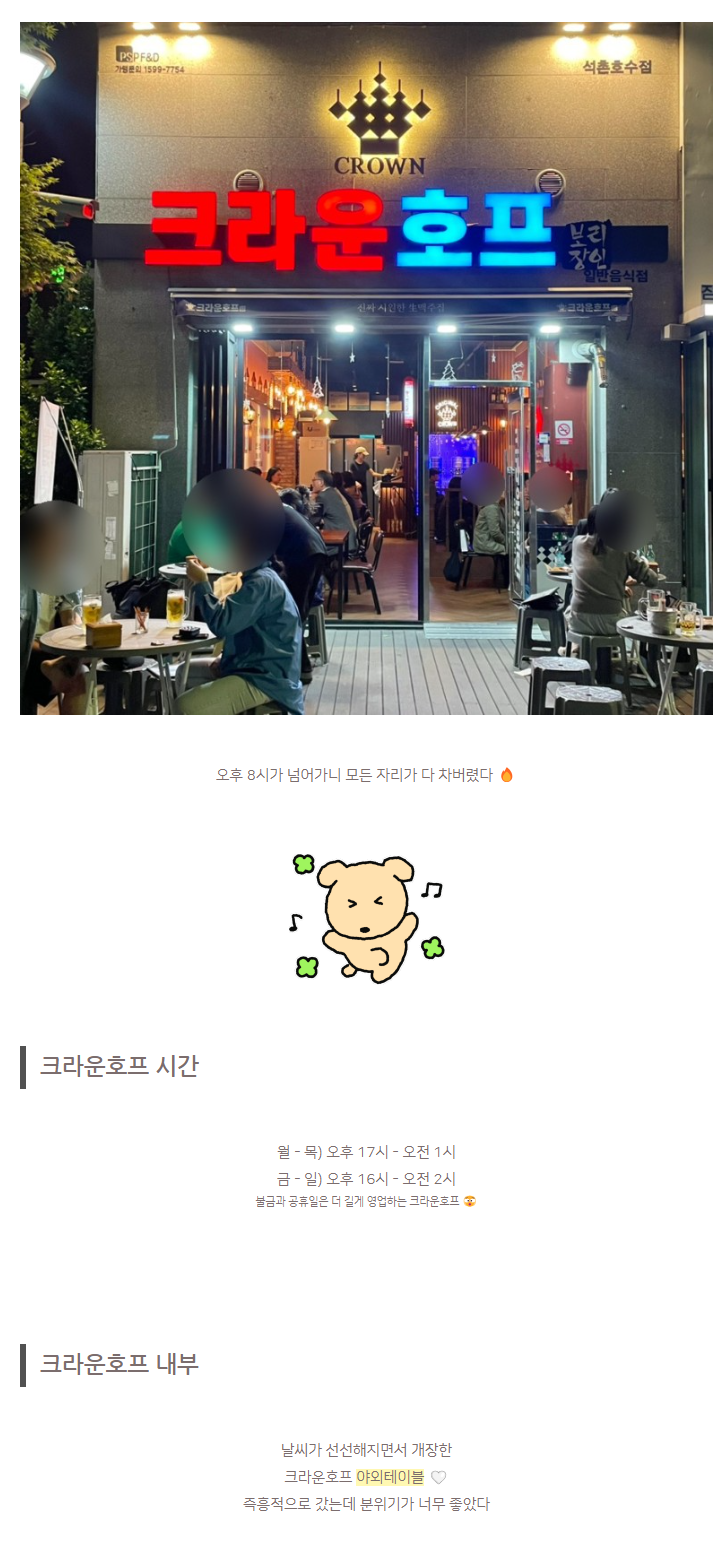 PSPF&D
가맹문의 1599-7754
석촌호수점
CROWN
크라운호프
보리
장인
일반음식점
크라운호프
진짜 시원한 生맥주점
크라운호프
오후 8시가 넘어가니 모든 자리가 다 차버렸다 🔥
크라운호프 시간
월 - 목) 오후 17시 - 오전 1시
금 - 일) 오후 16시 - 오전 2시
불금과 공휴일은 더 길게 영업하는 크라운호프 🤯
크라운호프 내부
날씨가 선선해지면서 개장한
크라운호프 야외테이블 🤍
즉흥적으로 갔는데 분위기가 너무 좋았다